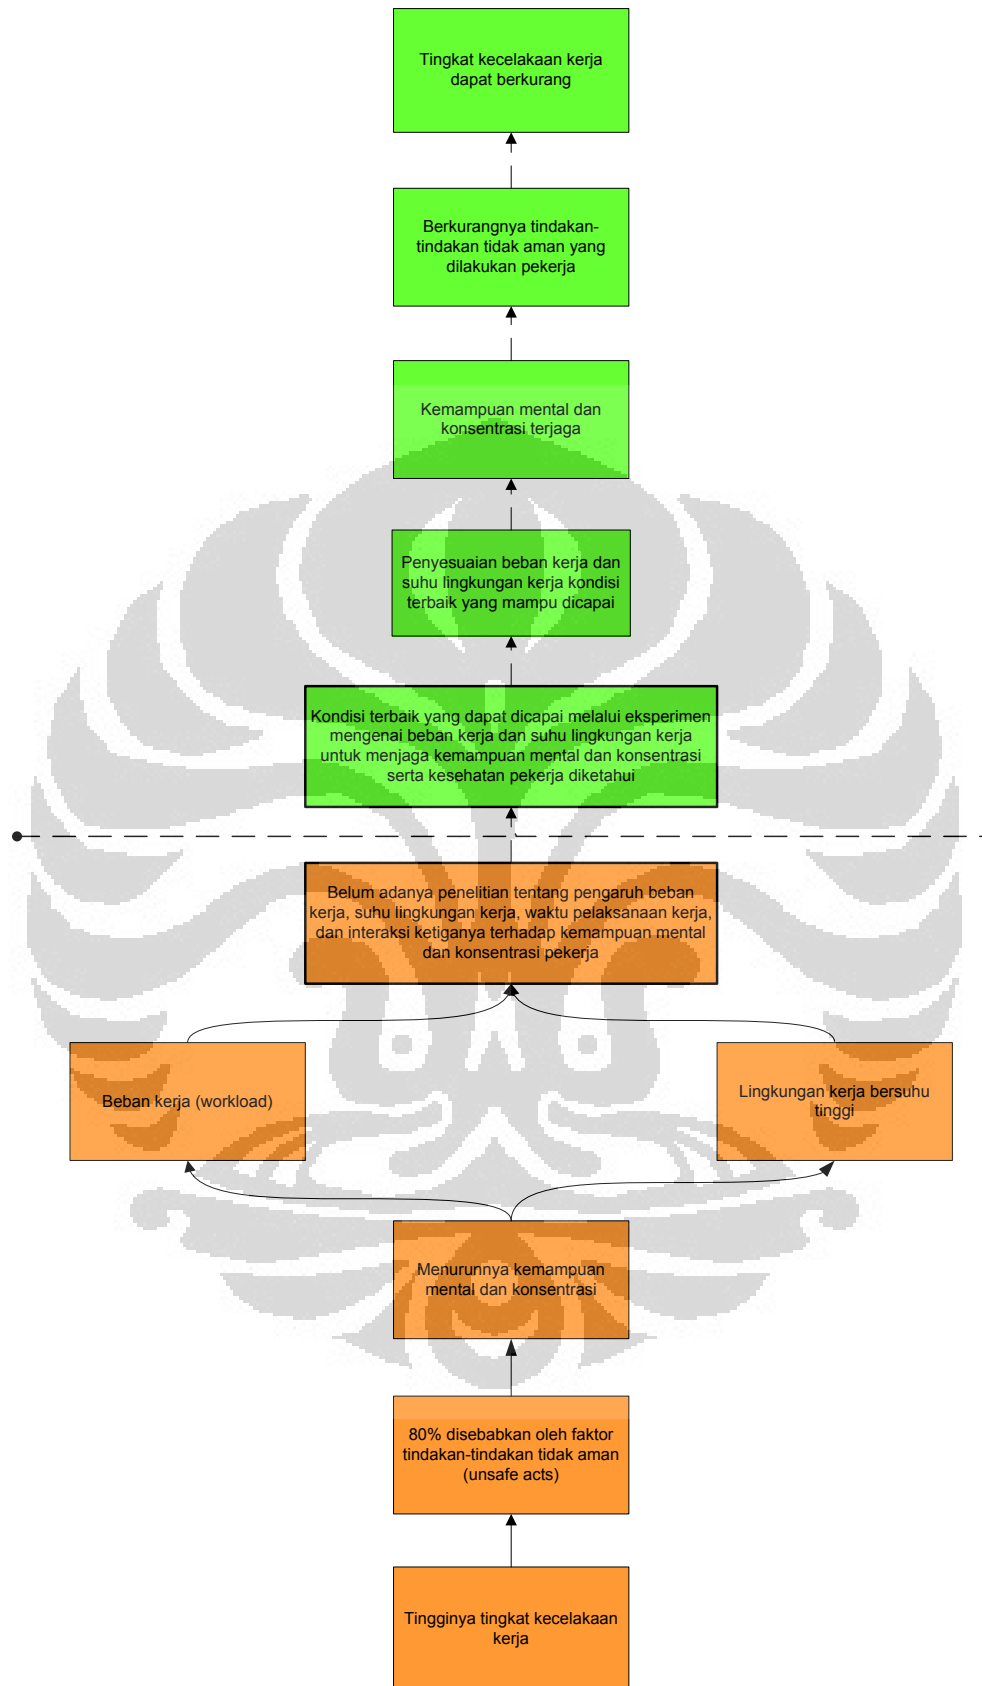 Tingkat kecelakaan kerja
dapat berkurang
Berkurangnya tindakan-
tindakan tidak aman yang
dilakukan pekerja
Kemampuan mental dan
konsentrasi terjaga
Penyesuaian beban kerja dan
suhu lingkungan kerja kondisi
terbaik yang mampu dicapai
Kondisi terbaik yang dapat dicapai melalui eksperimen
mengenai beban kerja dan suhu lingkungan kerja
untuk menjaga kemampuan mental dan konsentrasi
serta kesehatan pekerja diketahui
Belum adanya penelitian tentang pengaruh beban
kerja, suhu lingkungan kerja, waktu pelaksanaan kerja,
dan interaksi ketiganya terhadap kemampuan mental
dan konsentrasi pekerja
Beban kerja (workload)
Lingkungan kerja bersuhu
tinggi
Menurunnya kemampuan
mental dan konsentrasi
80% disebabkan oleh faktor
tindakan-tindakan tidak aman
(unsafe acts)
Tingginya tingkat kecelakaan
kerja